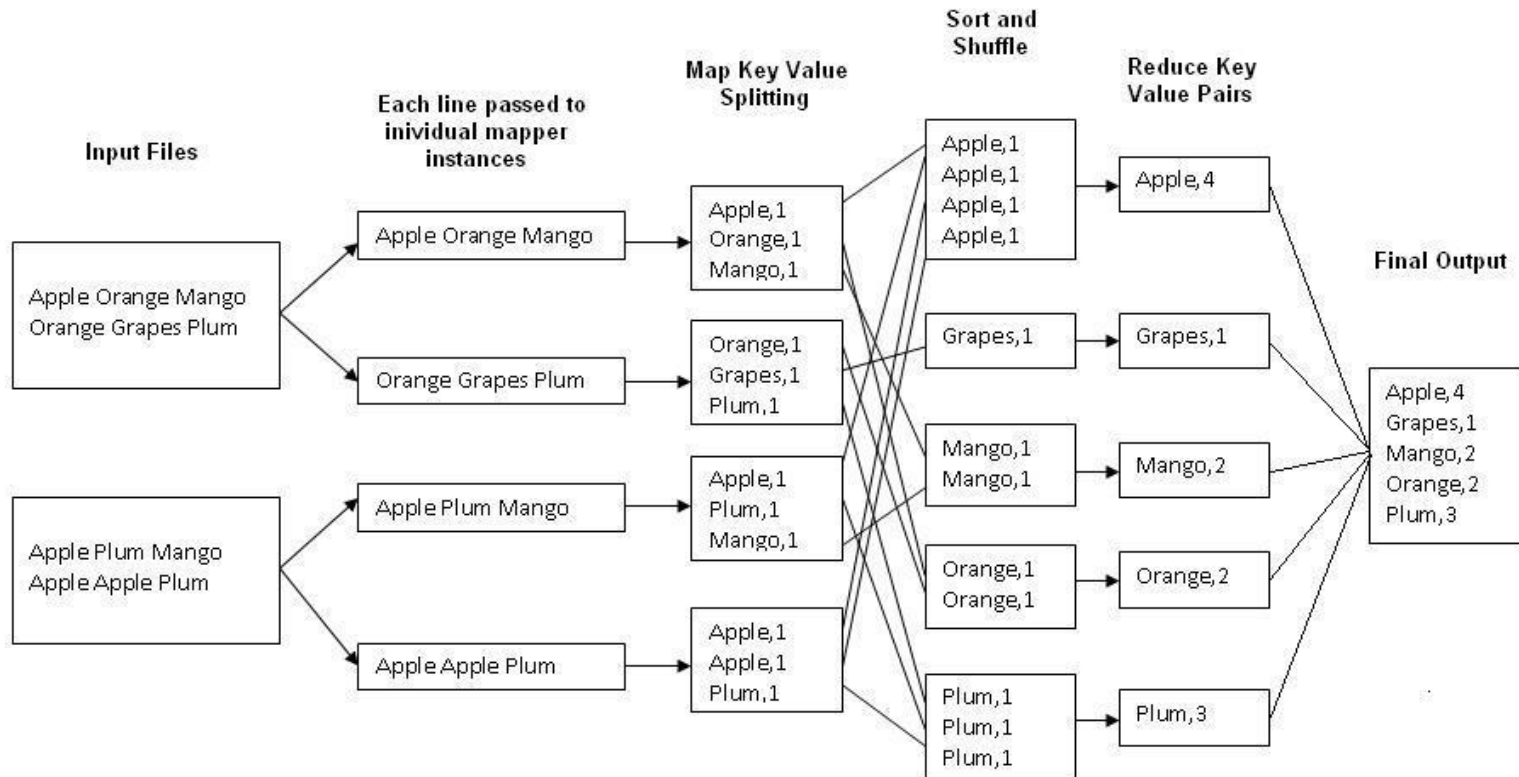 Input Files
Apple Orange Mango
Orange Grapes Plum
Apple Plum Mango
Apple Apple Plum
Each line passed to
inividual mapper
instances
Apple Orange Mango
Orange Grapes Plum
Apple Plum Mango
Apple Apple Plum
Map Key Value
Splitting
Apple,1
Orange,1
Mango,1
Orange,1
Grapes,1
Plum,1
Apple,1
Plum,1
Mango,1
Apple,1
Apple,1
Plum,1
Sort and
Shuffle
Apple,1
Apple,1
Apple,1
Apple,1
Grapes,1
Mango,1
Mango,1
Orange,1
Orange,1
Plum,1
Plum,1
Plum,1
Reduce Key
Value Pairs
Apple,4
Grapes,1
Mango,2
Orange,2
Plum,3
Final Output
Apple,4
Grapes,1
Mango,2
Orange,2
Plum,3